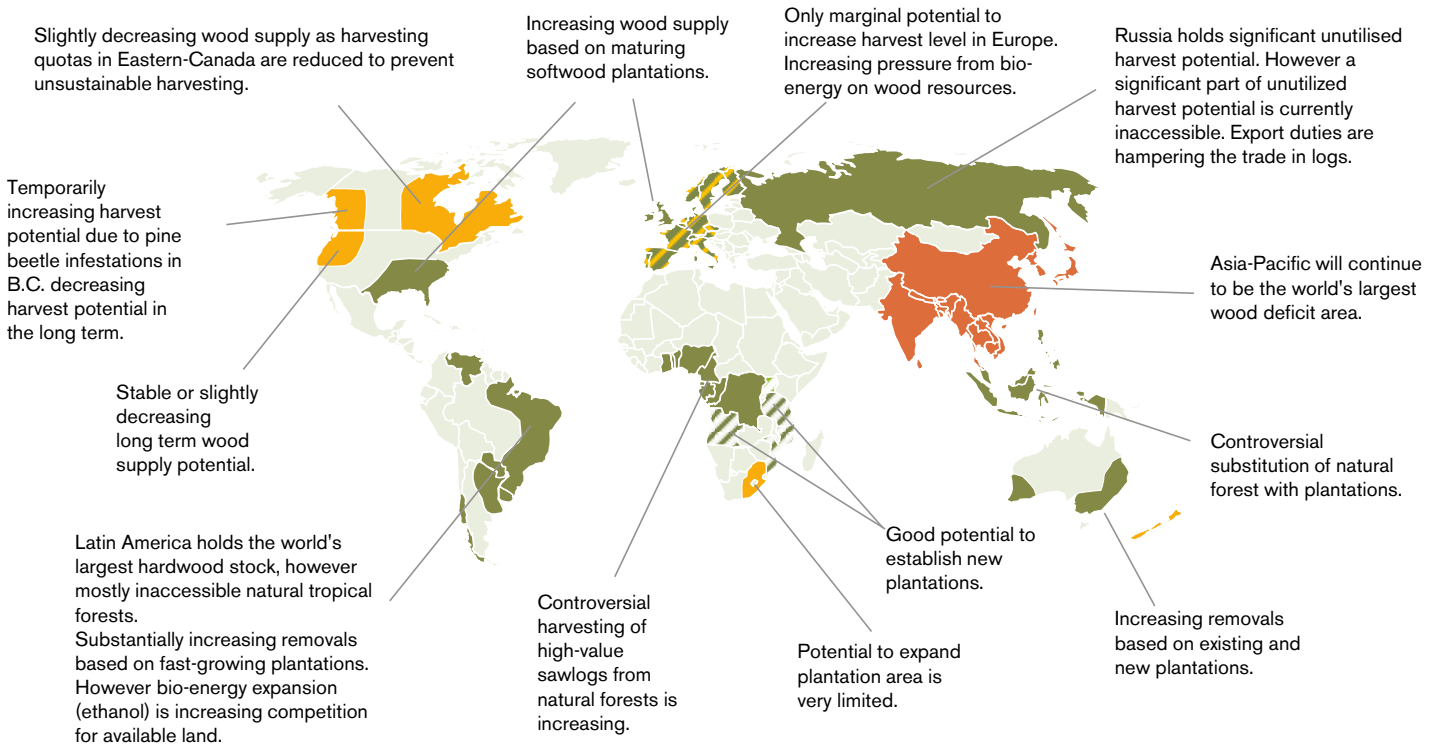 Slightly decreasing wood supply as harvesting
quotas in Eastern-Canada are reduced to prevent
unsustainable harvesting.
Increasing wood supply
based on maturing
softwood plantations.
Only marginal potential to
increase harvest level in Europe.
Increasing pressure from bio-
energy on wood resources.
Russia holds significant unutilised
harvest potential. However a
significant part of unutilized
harvest potential is currently
inaccessible. Export duties are
hampering the trade in logs.
Temporarily
increasing harvest
potential due to pine
beetle infestations in
B.C. decreasing
harvest potential in
the long term.
Asia-Pacific will continue
to be the world's largest
wood deficit area.
Stable or slightly
decreasing
long term wood
supply potential.
Controversial
substitution of natural
forest with plantations.
Latin America holds the world's
largest hardwood stock, however
mostly inaccessible natural tropical
forests.
Substantially increasing removals
based on fast-growing plantations.
However bio-energy expansion
(ethanol) is increasing competition
for available land.
Controversial
harvesting of
high-value
sawlogs from
natural forests is
increasing.
Good potential to
establish new
plantations.
Potential to expand
plantation area is
very limited.
Increasing removals
based on existing and
new plantations.